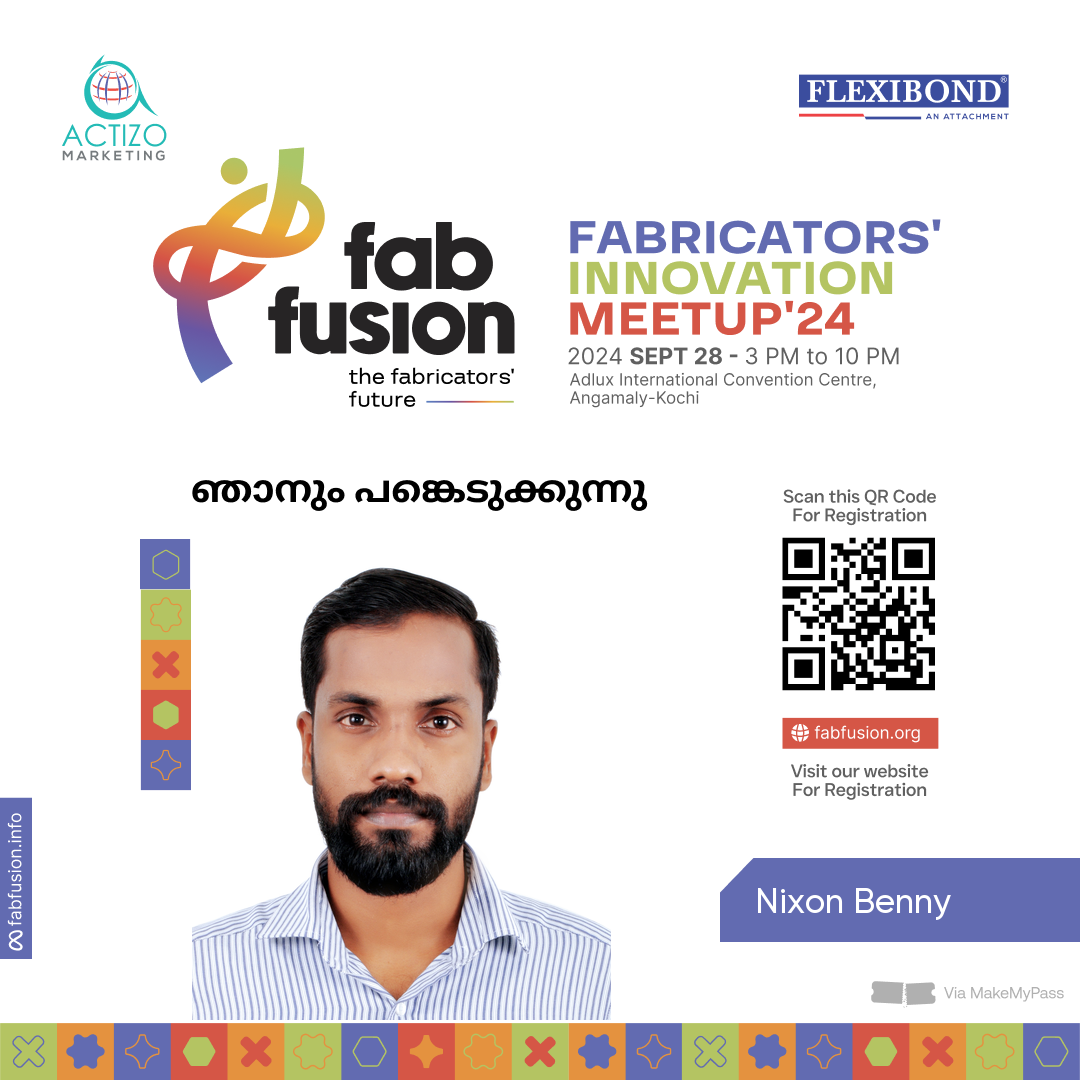 ACTIZO
MARKETING
FLEXIBOND®
AN ATTACHMENT
fab
fusion
the fabricators'
future
FABRICATORS'
INNOVATION
MEETUP'24
2024 SEPT 28 - 3 PM to 10 PM
Adlux International Convention Centre,
Angamaly-Kochi
ഞാനും പങ്കെടുക്കുന്നു
Scan this QR Code
For Registration
fabfusion.org
Visit our website
For Registration
fabfusion.info
Nixon Benny
Via MakeMyPass